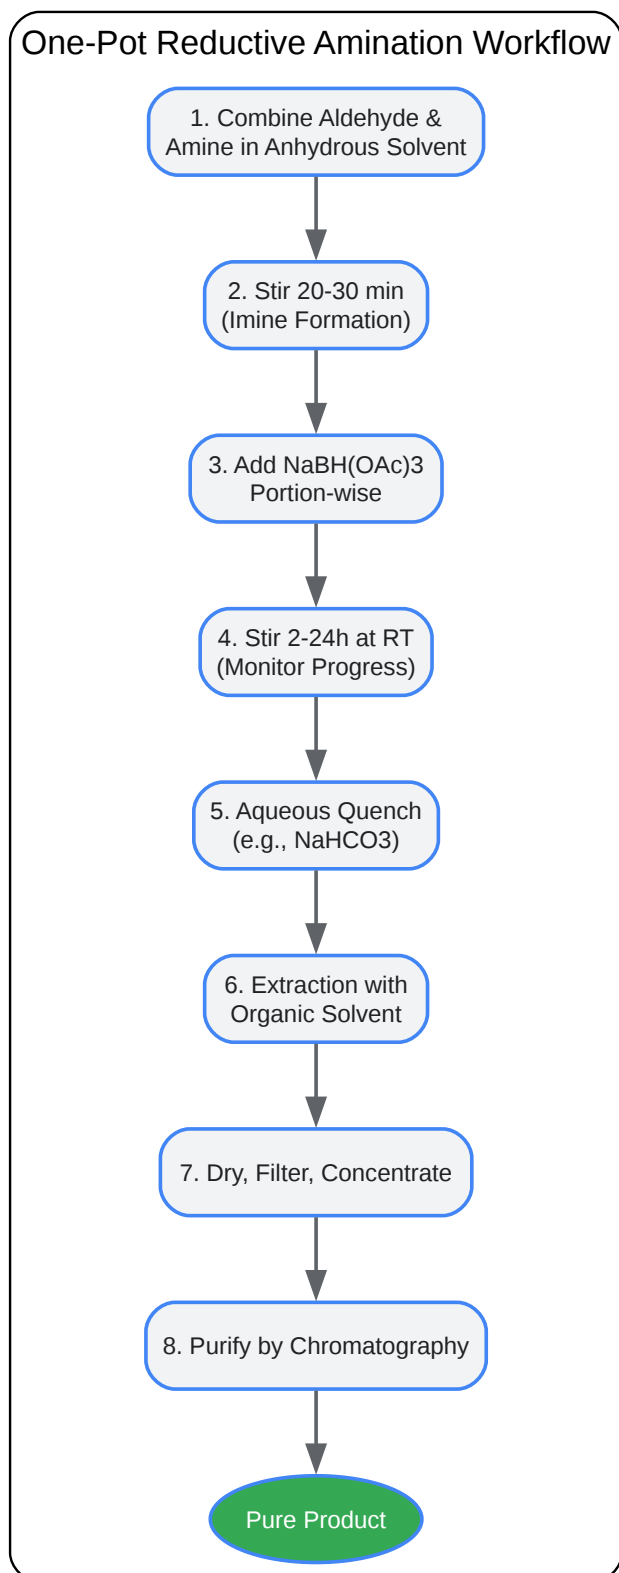 One-Pot Reductive Amination Workflow
1. Combine Aldehyde &
Amine in Anhydrous Solvent
2. Stir 20-30 min
(Imine Formation)
3. Add NaBH(OAc)3
Portion-wise
4. Stir 2-24h at RT
(Monitor Progress)
5. Aqueous Quench
(e.g., NaHCO3)
6. Extraction with
Organic Solvent
7. Dry, Filter, Concentrate
8. Purify by Chromatography
Pure Product